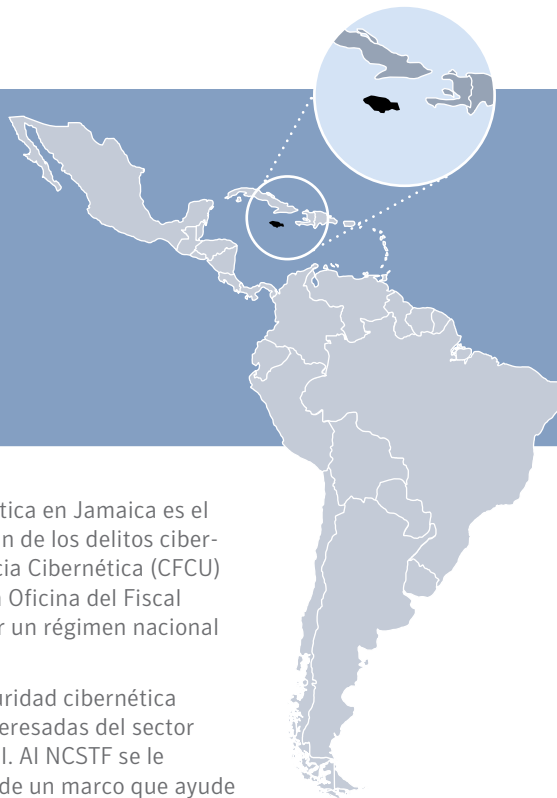 tica en Jamaica es el
n de los delitos ciber-
cia Cibernética (CFCU)
a Oficina del Fiscal
r un régimen nacional
uridad cibernética
eresadas del sector
l. Al NCSTF se le
de un marco que ayude